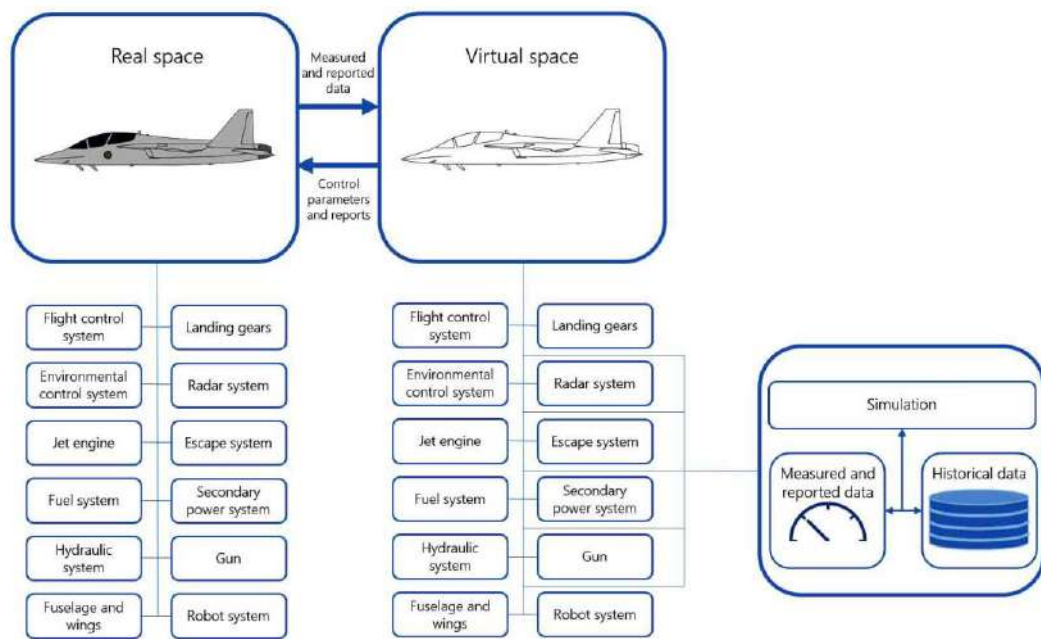 Real space
Measured
and reported
data
Virtual space
Control
parameters
and reports
Flight control
system
Landing gears
Environmental
control system
Radar system
Jet engine
Escape system
Fuel system
Secondary
power system
Hydraulic
system
Gun
Fuselage and
wings
Robot system
Flight control
system
Landing gears
Environmental
control system
Radar system
Jet engine
Escape system
Fuel system
Secondary
power system
Hydraulic
system
Gun
Fuselage and
wings
Robot system
Simulation
Measured and
reported data
Historical data